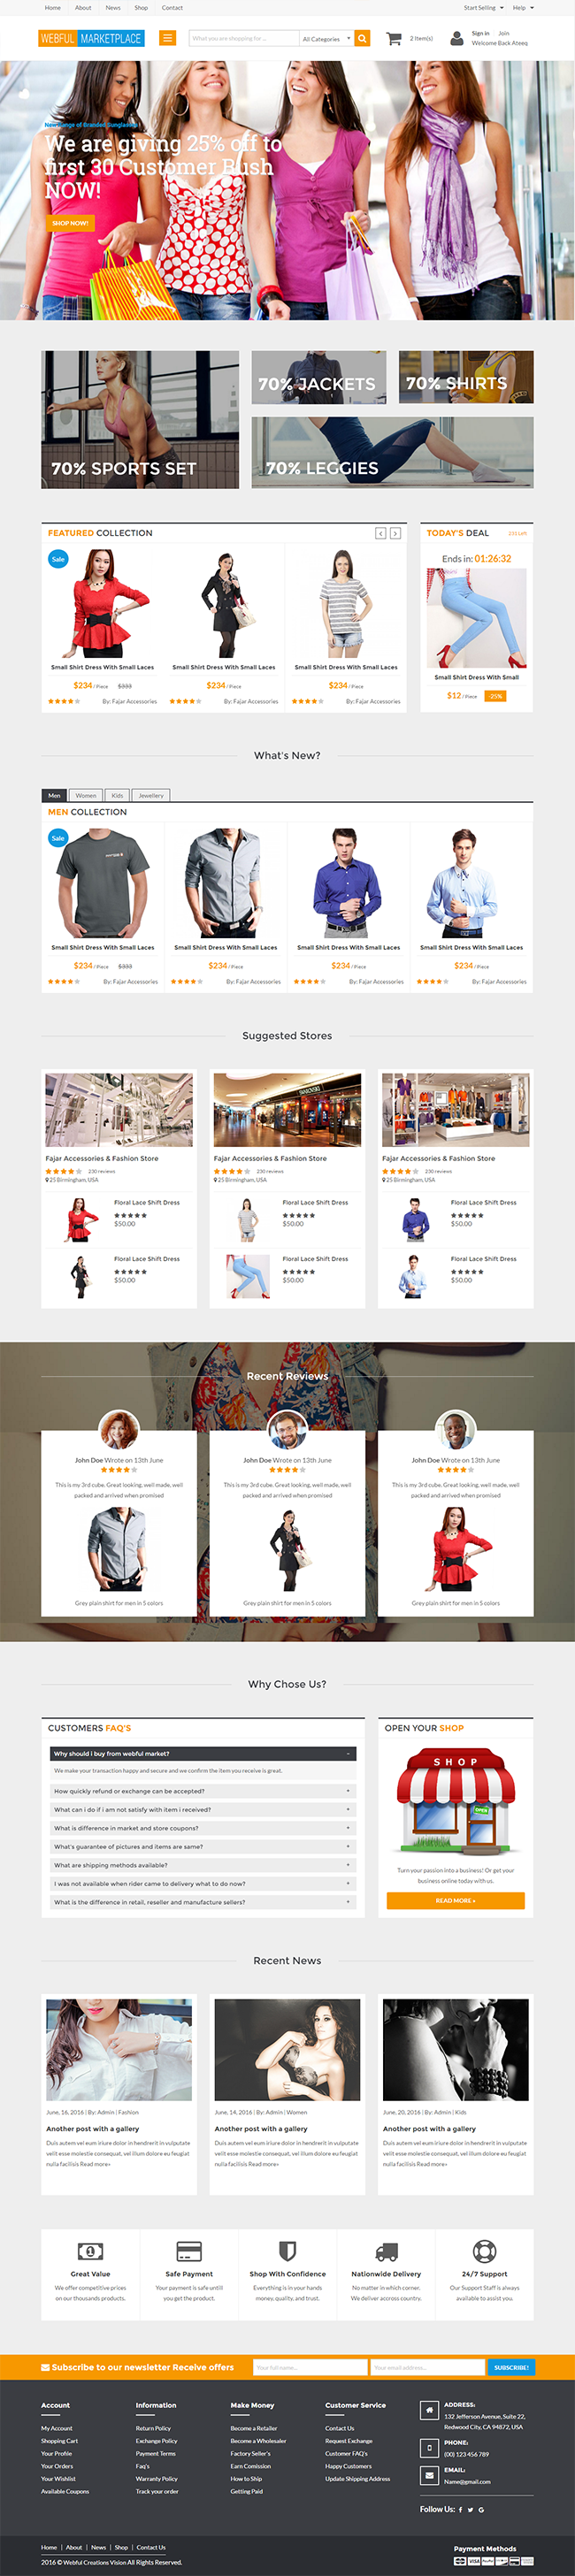 Home About News Shop Contact Start Selling Help
WEBFUL MARKETPLACE
What you are shopping for ... All Categories
2 Item(s)
Sign in Join
Welcome Back Ateeq
New Range of Branded Sunglasses
We are giving 25% off to
first 30 Customer Rush
NOW!
SHOP NOW!
70% SPORTS SET
70% JACKETS
70% SHIRTS
70% LEGGIES
FEATURED COLLECTION
Sale
Small Shirt Dress With Small Laces
$234 / Piece $333
By: Fajar Accessories
Small Shirt Dress With Small Laces
$234 / Piece
By: Fajar Accessories
Small Shirt Dress With Small Laces
$234 / Piece
By: Fajar Accessories
TODAY'S DEAL
Ends in: 01:26:32
Small Shirt Dress With Small
$12 / Piece -25%
What's New?
Men Women Kids Jewellery
MEN COLLECTION
Sale
Small Shirt Dress With Small Laces
$234 / Piece $333
By: Fajar Accessories
Small Shirt Dress With Small Laces
$234 / Piece
By: Fajar Accessories
Small Shirt Dress With Small Laces
$234 / Piece
By: Fajar Accessories
Small Shirt Dress With Small Laces
$234 / Piece
By: Fajar Accessories
Suggested Stores
Fajar Accessories & Fashion Store
230 reviews
25 Birmingham, USA
Floral Lace Shift Dress
$50.00
Floral Lace Shift Dress
$50.00
Fajar Accessories & Fashion Store
230 reviews
25 Birmingham, USA
Floral Lace Shift Dress
$50.00
Floral Lace Shift Dress
$50.00
Fajar Accessories & Fashion Store
230 reviews
25 Birmingham, USA
Floral Lace Shift Dress
$50.00
Floral Lace Shift Dress
$50.00
Recent Reviews
John Doe Wrote on 13th June
This is my 3rd cube. Great looking, well made, well
packed and arrived when promised
Grey plain shirt for men in 5 colors
John Doe Wrote on 13th June
This is my 3rd cube. Great looking, well made, well
packed and arrived when promised
Grey plain shirt for men in 5 colors
John Doe Wrote on 13th June
This is my 3rd cube. Great looking, well made, well
packed and arrived when promised
Grey plain shirt for men in 5 colors
Why Chose Us?
CUSTOMERS FAQ'S
Why should i buy from webful market? -
We make your transaction happy and secure and we confirm the item you receive is great.
How quickly refund or exchange can be accepted? +
What can i do if i am not satisfy with item i received? +
What is difference in market and store coupons? +
What's guarantee of pictures and items are same? +
What are shipping methods available? +
I was not available when rider came to delivery what to do now? +
What is the difference in retail, reseller and manufacture sellers? +
OPEN YOUR SHOP
SHOP
OPEN
Turn your passion into a business! Or get your
business online today with us.
READ MORE »
Recent News
June, 16, 2016 | By: Admin | Fashion
Another post with a gallery
Duis autem vel eum iriure dolor in hendrerit in vulputate
velit esse molestie consequat, vel illum dolore eu feugiat
nulla facilisis Read more»
June, 14, 2016 | By: Admin | Women
Another post with a gallery
Duis autem vel eum iriure dolor in hendrerit in vulputate
velit esse molestie consequat, vel illum dolore eu feugiat
nulla facilisis Read more»
June, 20, 2016 | By: Admin | Kids
Another post with a gallery
Duis autem vel eum iriure dolor in hendrerit in vulputate
velit esse molestie consequat, vel illum dolore eu feugiat
nulla facilisis Read more»
Great Value
We offer competitive prices
on our thousands products.
Safe Payment
Your payment is safe untill
you get the product.
Shop With Confidence
Everything is in your hands
money, quality, and trust.
Nationwide Delivery
No matter in which corner.
We deliver accross country.
24/7 Support
Our Support Staff is always
available to assist you.
Subscribe to our newsletter Receive offers
Your full name...
Your email address...
SUBSCRIBE!
Account
My Account
Shopping Cart
Your Profile
Your Orders
Your Wishlist
Available Coupons
Information
Return Policy
Exchange Policy
Payment Terms
Faq's
Warranty Policy
Track your order
Make Money
Become a Retailer
Become a Wholesaler
Factory Seller's
Earn Comission
How to Ship
Getting Paid
Customer Service
Contact Us
Request Exchange
Customer FAQ's
Happy Customers
Update Shipping Address
ADDRESS:
132 Jefferson Avenue, Suite 22,
Redwood City, CA 94872, USA
PHONE:
(00) 123 456 789
EMAIL:
Name@gmail.com
Follow Us:
Home | About | News | Shop | Contact Us
2016 © Webful Creations Vision All Rights Reserved.
Payment Methods